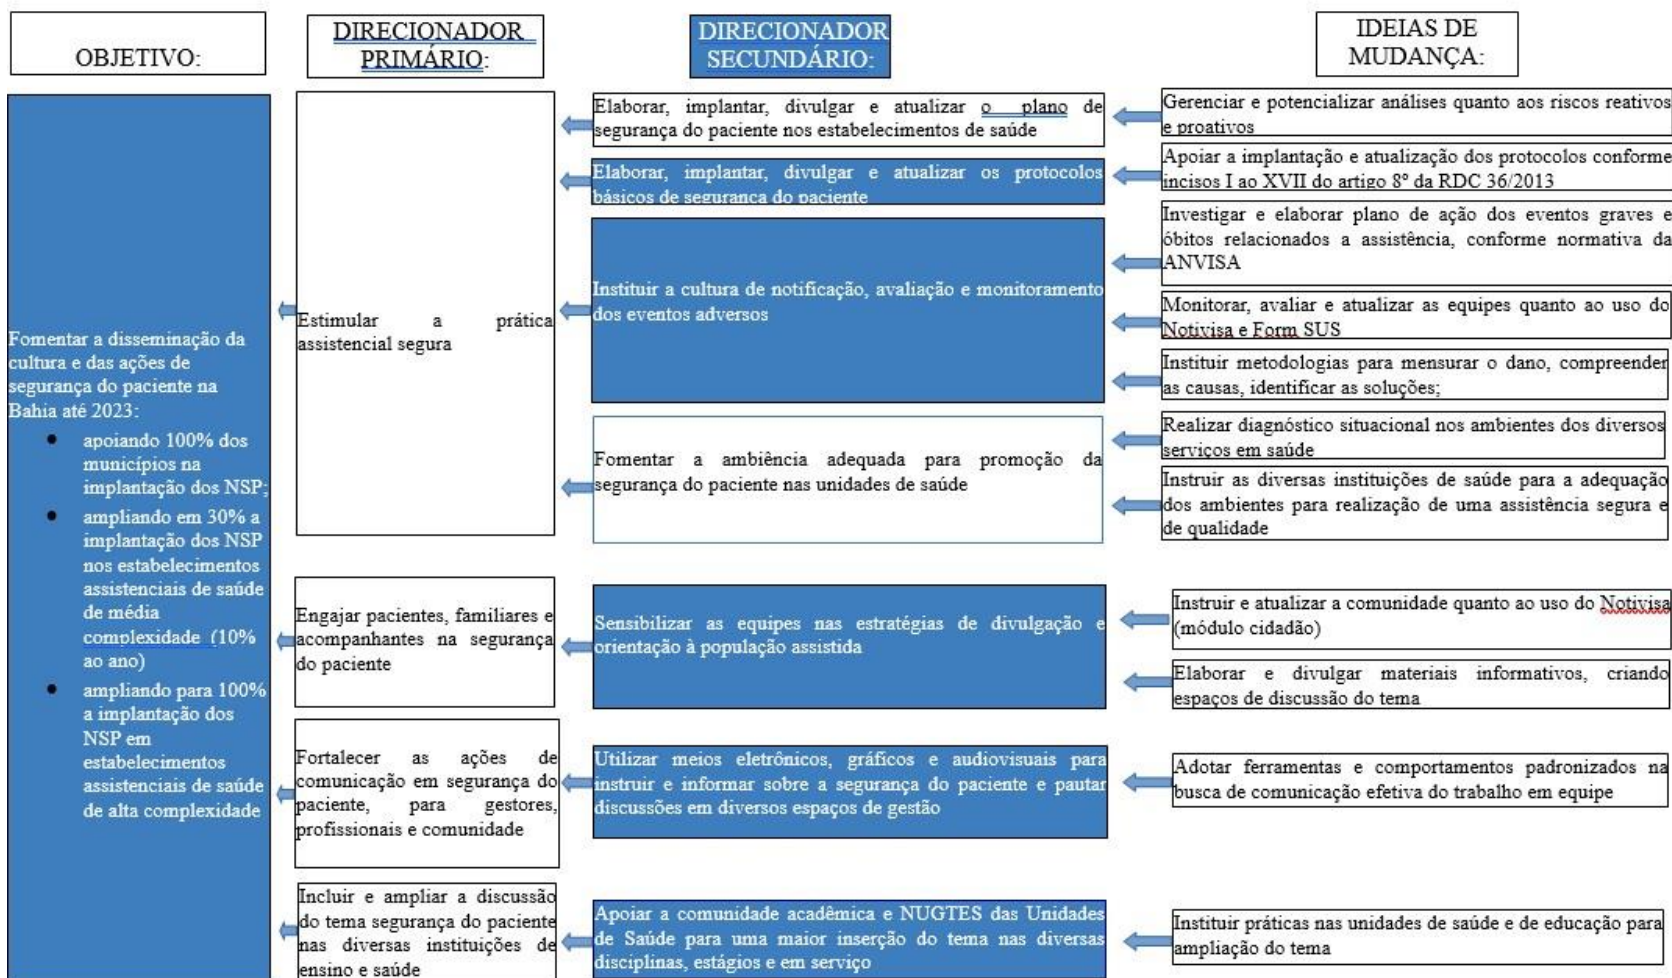 OBJETIVO:
DIRECIONADOR
PRIMÁRIO:
DIRECIONADOR
SECUNDÁRIO:
IDEIAS DE
MUDANÇA:
Fomentar a disseminação da
cultura e das ações de
segurança do paciente na
Bahia até 2023:
• apoiando 100% dos
municípios na
implantação dos NSP;
• ampliando em 30% a
implantação dos NSP
nos estabelecimentos
assistenciais de saúde
de média
complexidade (10%
ao ano)
• ampliando para 100%
a implantação dos
NSP em
estabelecimentos
assistenciais de saúde
de alta complexidade
Estimular a prática
assistencial segura
Elaborar, implantar, divulgar e atualizar o plano de
segurança do paciente nos estabelecimentos de saúde
Gerenciar e potencializar análises quanto aos riscos reativos
e proativos
Elaborar, implantar, divulgar e atualizar os protocolos
básicos de segurança do paciente
Apoiar a implantação e atualização dos protocolos conforme
incisos I ao XVII do artigo 8º da RDC 36/2013
Instituir a cultura de notificação, avaliação e monitoramento
dos eventos adversos
Investigar e elaborar plano de ação dos eventos graves e
óbitos relacionados a assistência, conforme normativa da
ANVISA
Monitorar, avaliar e atualizar as equipes quanto ao uso do
Notivisa e Form SUS
Instituir metodologias para mensurar o dano, compreender
as causas, identificar as soluções;
Fomentar a ambiência adequada para promoção da
segurança do paciente nas unidades de saúde
Realizar diagnóstico situacional nos ambientes dos diversos
serviços em saúde
Instruir as diversas instituições de saúde para a adequação
dos ambientes para realização de uma assistência segura e
de qualidade
Engajar pacientes, familiares e
acompanhantes na segurança
do paciente
Sensibilizar as equipes nas estratégias de divulgação e
orientação à população assistida
Instruir e atualizar a comunidade quanto ao uso do Notivisa
(módulo cidadão)
Elaborar e divulgar materiais informativos, criando
espaços de discussão do tema
Fortalecer as ações de
comunicação em segurança do
paciente, para gestores,
profissionais e comunidade
Utilizar meios eletrônicos, gráficos e audiovisuais para
instruir e informar sobre a segurança do paciente e pautar
discussões em diversos espaços de gestão
Adotar ferramentas e comportamentos padronizados na
busca de comunicação efetiva do trabalho em equipe
Incluir e ampliar a discussão
do tema segurança do paciente
nas diversas instituições de
ensino e saúde
Apoiar a comunidade acadêmica e NUGTES das Unidades
de Saúde para uma maior inserção do tema nas diversas
disciplinas, estágios e em serviço
Instituir práticas nas unidades de saúde e de educação para
ampliação do tema